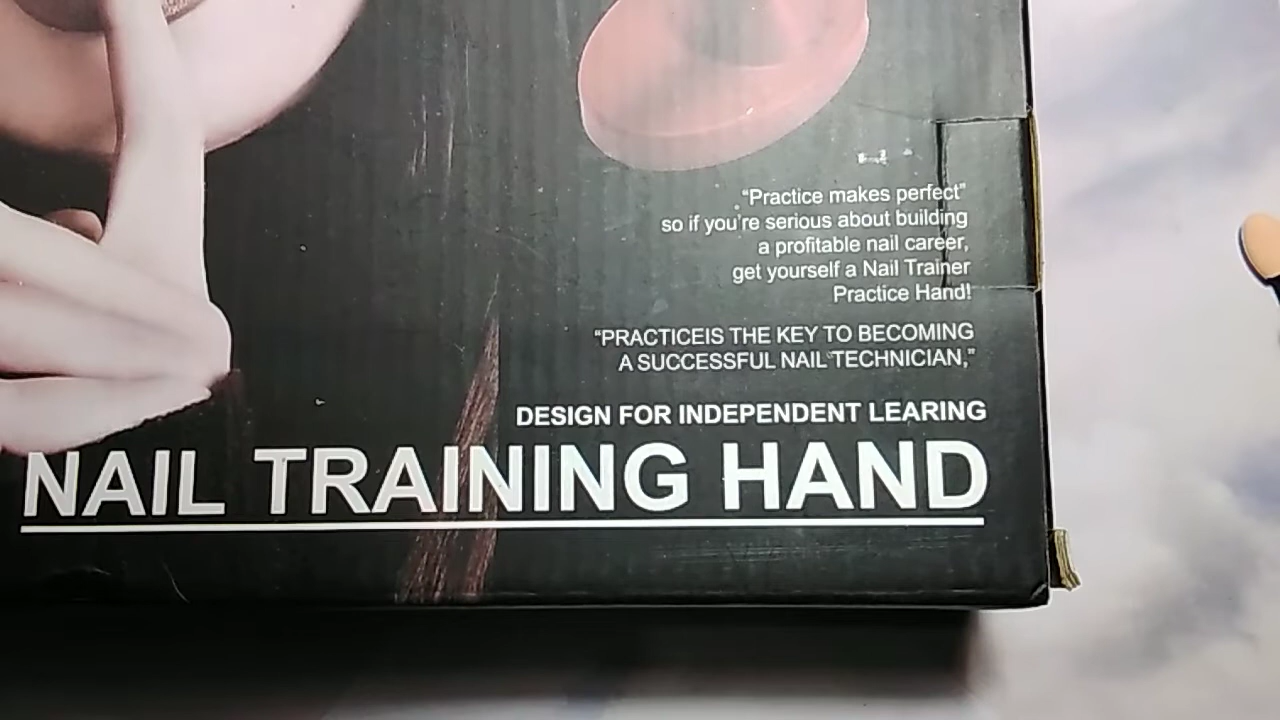 “Practice makes perfect”
so if you're serious about building
a profitable nail career,
get yourself a Nail Trainer
Practice Hand!
“PRACTICEIS THE KEY TO BECOMING
A SUCCESSFUL NAIL TECHNICIAN,”
DESIGN FOR INDEPENDENT LEARING
NAIL TRAINING HAND